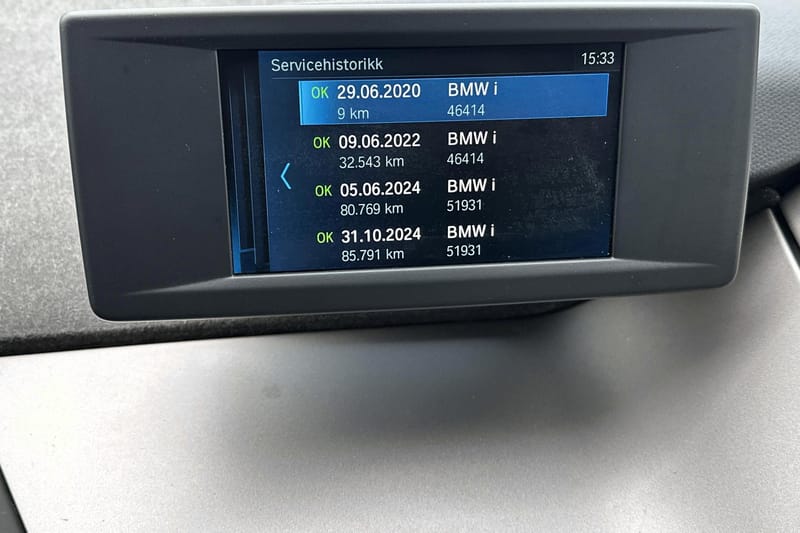 Servicehistorikk 15:33
OK 29.06.2020 BMW i
9 km 46414
OK 09.06.2022 BMW i
32.543 km 46414
OK 05.06.2024 BMW i
80.769 km 51931
OK 31.10.2024 BMW i
85.791 km 51931